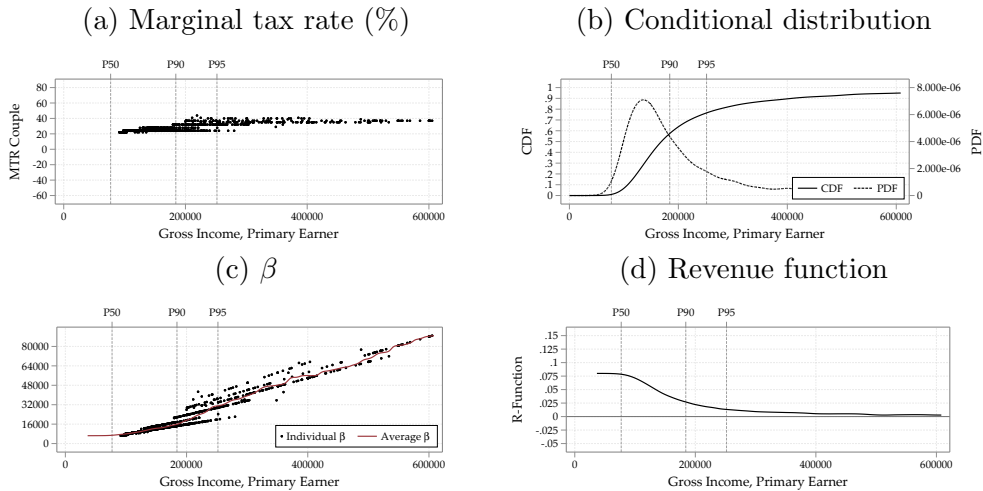 (a) Marginal tax rate (%)
P50 P90 P95
80
60
40
20
0
-20
-40
-60
MTR Couple
0 200000 400000 600000
Gross Income, Primary Earner
(b) Conditional distribution
P50 P90 P95
1
.9
.8
.7
.6
.5
.4
.3
.2
.1
0
CDF
8.000e-06
6.000e-06
4.000e-06
2.000e-06
0
PDF
CDF PDF
0 200000 400000 600000
Gross Income, Primary Earner
(c) β
P50 P90 P95
80000
64000
48000
32000
16000
0
Individual β Average β
0 200000 400000 600000
Gross Income, Primary Earner
(d) Revenue function
P50 P90 P95
.15
.125
.1
.075
.05
.025
0
-.025
-.05
R-Function
0 200000 400000 600000
Gross Income, Primary Earner